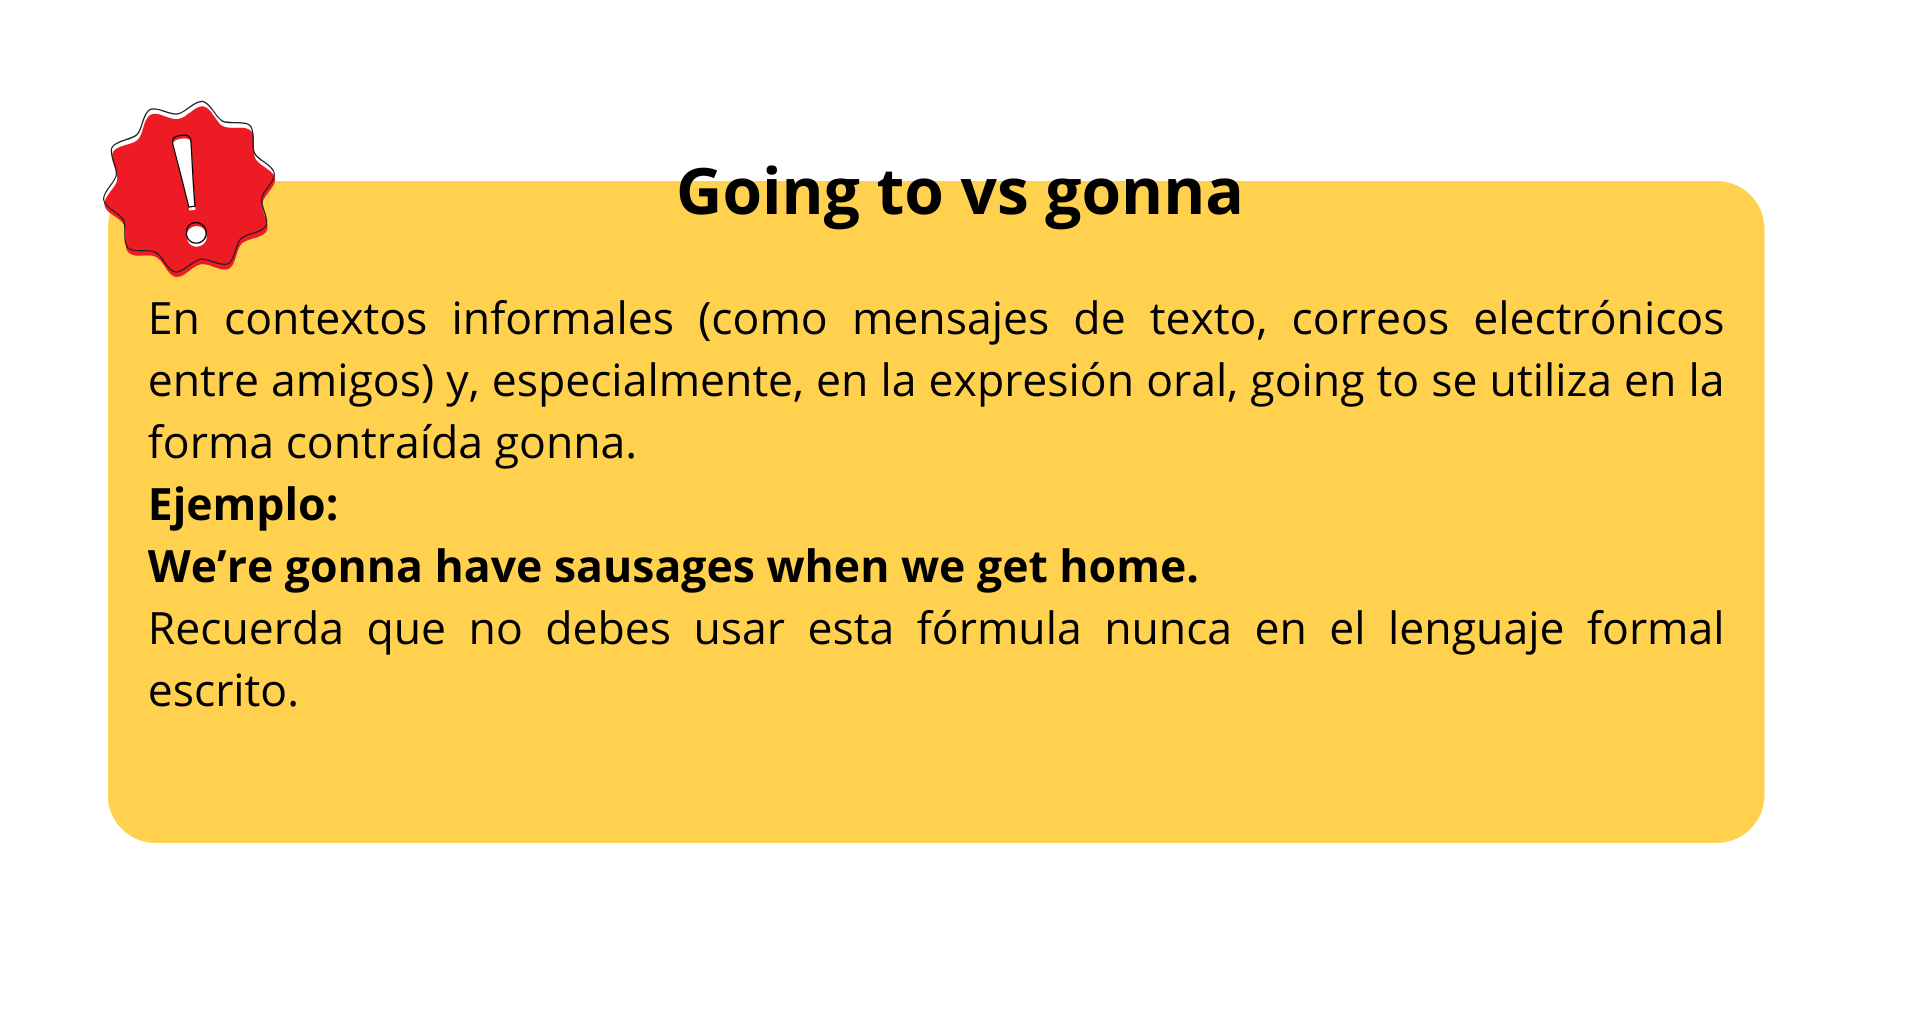 Going to vs gonna
En contextos informales (como mensajes de texto, correos electrónicos
entre amigos) y, especialmente, en la expresión oral, going to se utiliza en la
forma contraída gonna.
Ejemplo:
We’re gonna have sausages when we get home.
Recuerda que no debes usar esta fórmula nunca en el lenguaje formal
escrito.